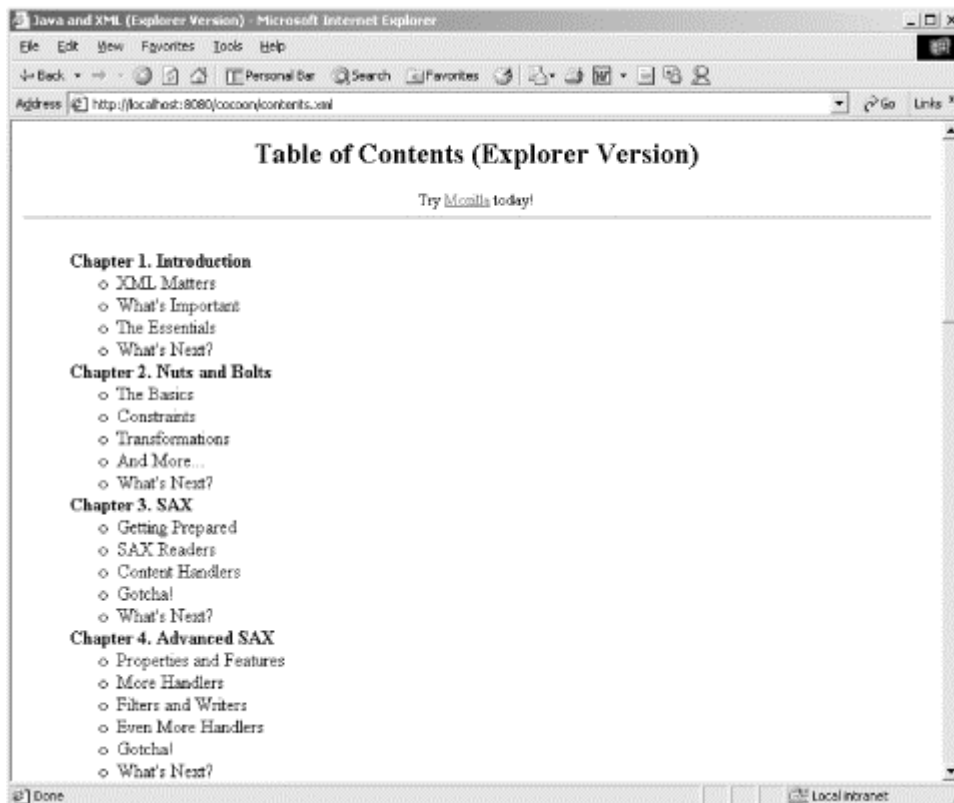 Java and XML (Explorer Version) - Microsoft Internet Explorer
File Edit View Favorites Tools Help
Back Personal Bar Search Favorites
Address http://localhost:8080/cocoon/contents.xml Go Links
Table of Contents (Explorer Version)
Try Mozilla today!
Chapter 1. Introduction
o XML Matters
o What's Important
o The Essentials
o What's Next?
Chapter 2. Nuts and Bolts
o The Basics
o Constraints
o Transformations
o And More...
o What's Next?
Chapter 3. SAX
o Getting Prepared
o SAX Readers
o Content Handlers
o Gotcha!
o What's Next?
Chapter 4. Advanced SAX
o Properties and Features
o More Handlers
o Filters and Writers
o Even More Handlers
o Gotcha!
o What's Next?
Done Local intranet